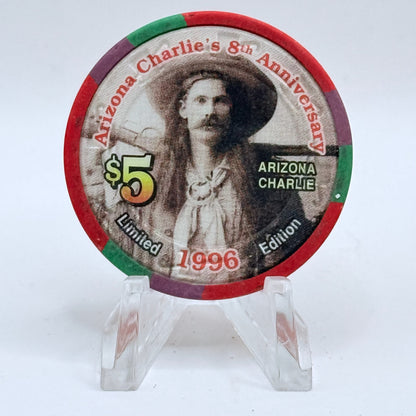 Arizona Charlie's 8th Anniversary
$5
ARIZONA
CHARLIE
Limited
Edition
1996